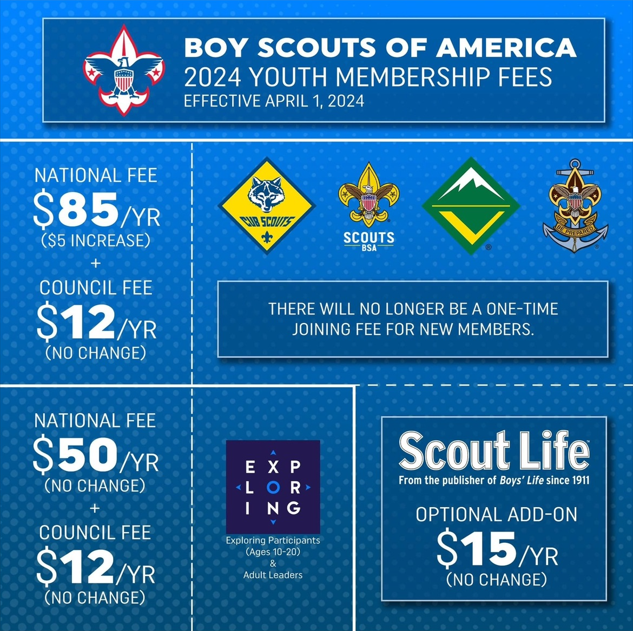 BOY SCOUTS OF AMERICA
2024 YOUTH MEMBERSHIP FEES
EFFECTIVE APRIL 1, 2024
NATIONAL FEE
$85/YR
($5 INCREASE)
+
COUNCIL FEE
$12/YR
(NO CHANGE)
CUB SCOUTS
SCOUTS
BSA
BE PREPARED
THERE WILL NO LONGER BE A ONE-TIME
JOINING FEE FOR NEW MEMBERS.
NATIONAL FEE
$50/YR
(NO CHANGE)
+
COUNCIL FEE
$12/YR
(NO CHANGE)
EXP
LOR
ING
Exploring Participants
(Ages 10-20)
&
Adult Leaders
Scout Life
From the publisher of Boys' Life since 1911
OPTIONAL ADD-ON
$15/YR
(NO CHANGE)